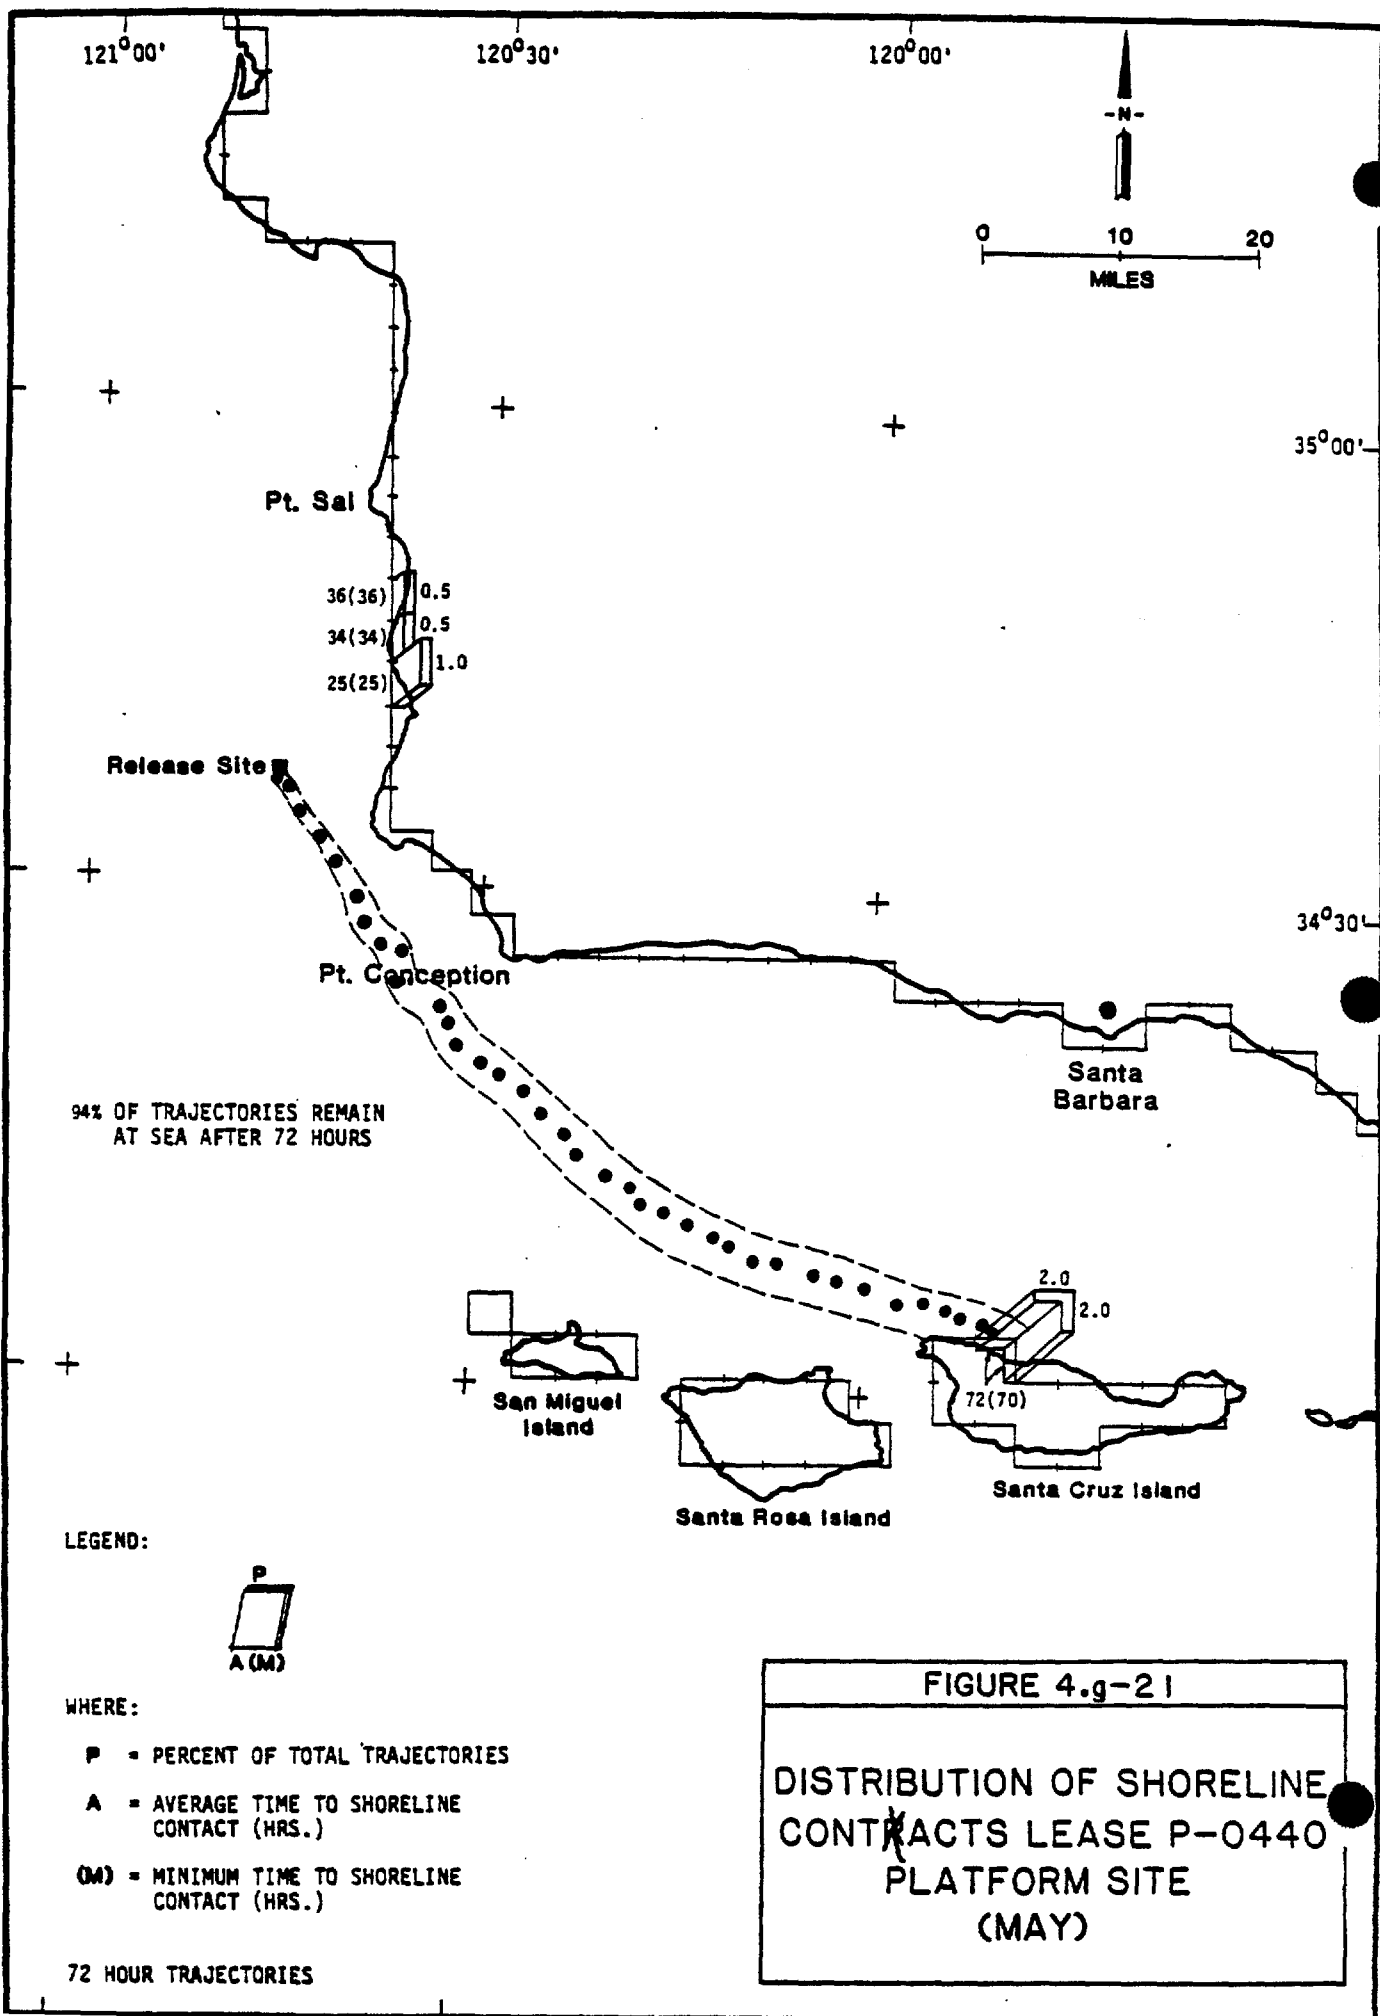 121°00'
120°30'
120°00'
-N-
0 10 20
MILES
35°00'
Pt. Sal
36(36)
0.5
34(34)
0.5
1.0
25(25)
Release Site
34°30'
Pt. Conception
Santa
Barbara
94% OF TRAJECTORIES REMAIN
AT SEA AFTER 72 HOURS
2.0
2.0
72(70)
San Miguel
Island
Santa Cruz Island
Santa Rosa Island
LEGEND:
P
A (M)
WHERE:
P = PERCENT OF TOTAL TRAJECTORIES
A = AVERAGE TIME TO SHORELINE
CONTACT (HRS.)
(M) = MINIMUM TIME TO SHORELINE
CONTACT (HRS.)
72 HOUR TRAJECTORIES
FIGURE 4.g-21
DISTRIBUTION OF SHORELINE
CONTRACTS LEASE P-0440
PLATFORM SITE
(MAY)